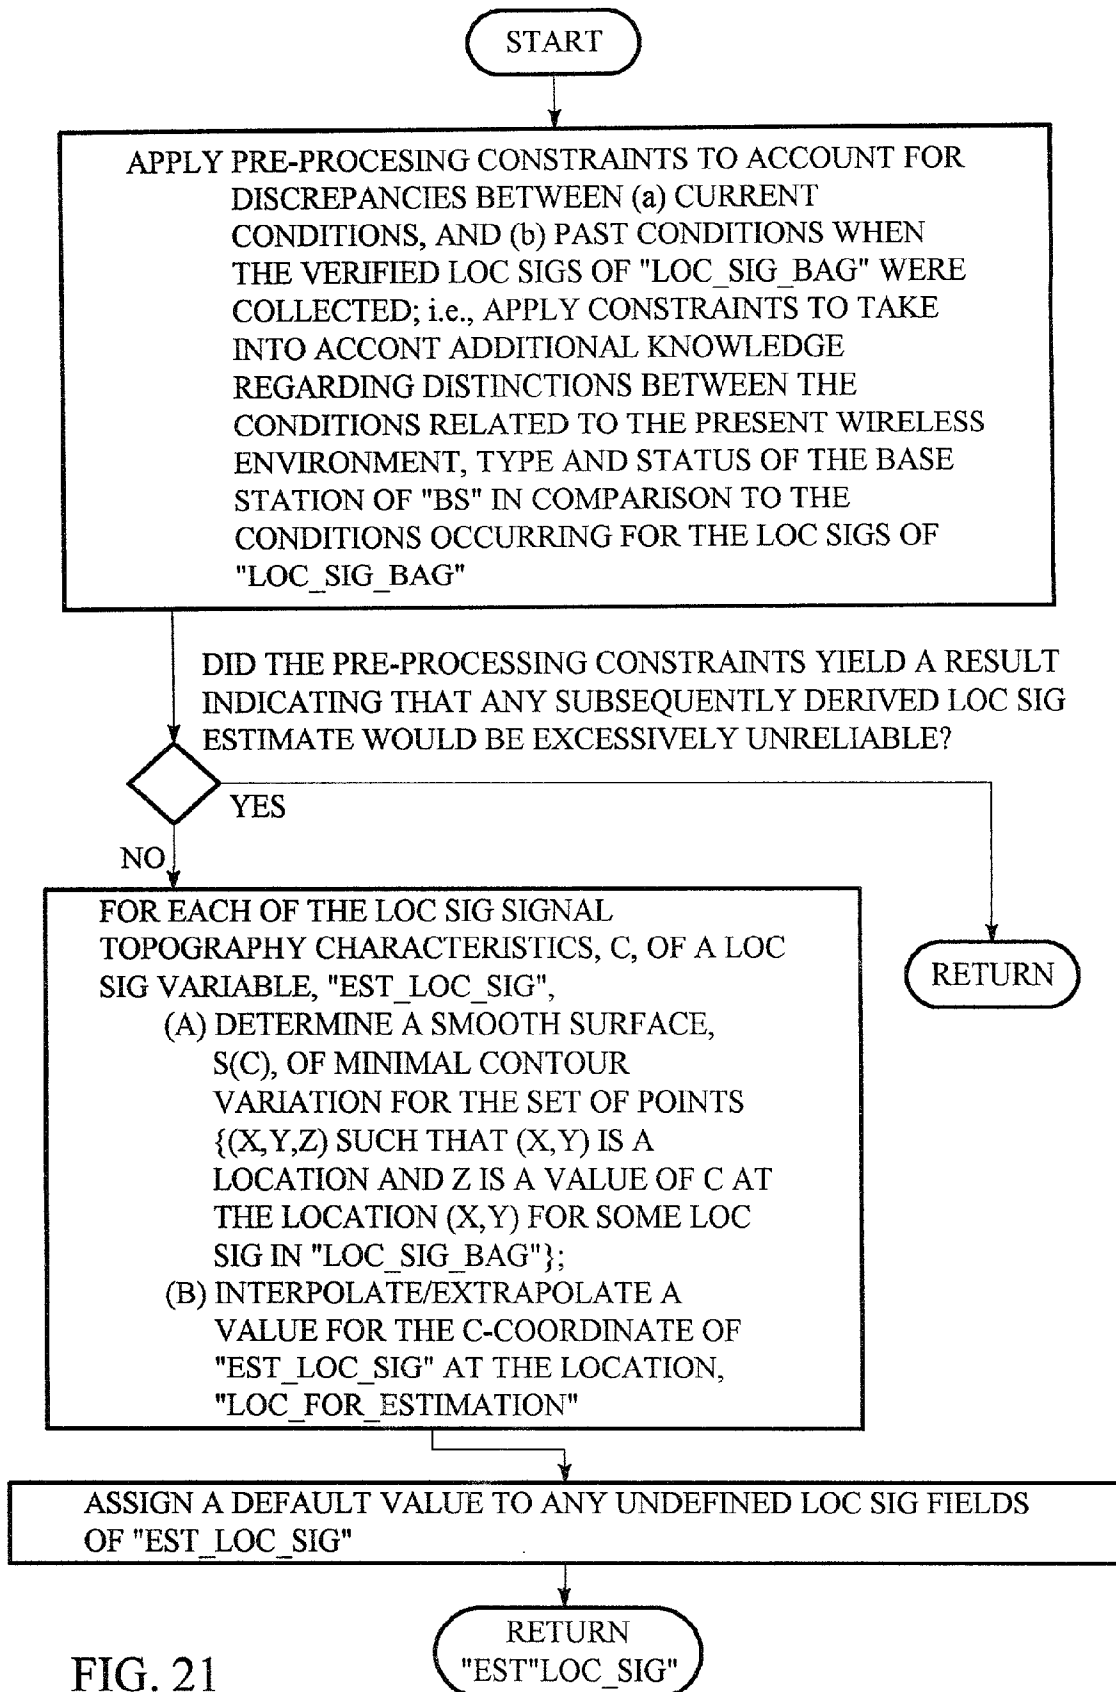 START
APPLY PRE-PROCESING CONSTRAINTS TO ACCOUNT FOR
DISCREPANCIES BETWEEN (a) CURRENT
CONDITIONS, AND (b) PAST CONDITIONS WHEN
THE VERIFIED LOC SIGS OF "LOC_SIG_BAG" WERE
COLLECTED; i.e., APPLY CONSTRAINTS TO TAKE
INTO ACCONT ADDITIONAL KNOWLEDGE
REGARDING DISTINCTIONS BETWEEN THE
CONDITIONS RELATED TO THE PRESENT WIRELESS
ENVIRONMENT, TYPE AND STATUS OF THE BASE
STATION OF "BS" IN COMPARISON TO THE
CONDITIONS OCCURRING FOR THE LOC SIGS OF
"LOC_SIG_BAG"
DID THE PRE-PROCESSING CONSTRAINTS YIELD A RESULT
INDICATING THAT ANY SUBSEQUENTLY DERIVED LOC SIG
ESTIMATE WOULD BE EXCESSIVELY UNRELIABLE?
YES
NO
FOR EACH OF THE LOC SIG SIGNAL
TOPOGRAPHY CHARACTERISTICS, C, OF A LOC
SIG VARIABLE, "EST_LOC_SIG",
(A) DETERMINE A SMOOTH SURFACE,
S(C), OF MINIMAL CONTOUR
VARIATION FOR THE SET OF POINTS
{(X,Y,Z) SUCH THAT (X,Y) IS A
LOCATION AND Z IS A VALUE OF C AT
THE LOCATION (X,Y) FOR SOME LOC
SIG IN "LOC_SIG_BAG"};
(B) INTERPOLATE/EXTRAPOLATE A
VALUE FOR THE C-COORDINATE OF
"EST_LOC_SIG" AT THE LOCATION,
"LOC_FOR_ESTIMATION"
RETURN
ASSIGN A DEFAULT VALUE TO ANY UNDEFINED LOC SIG FIELDS
OF "EST_LOC_SIG"
RETURN
"EST"LOC_SIG"
FIG. 21